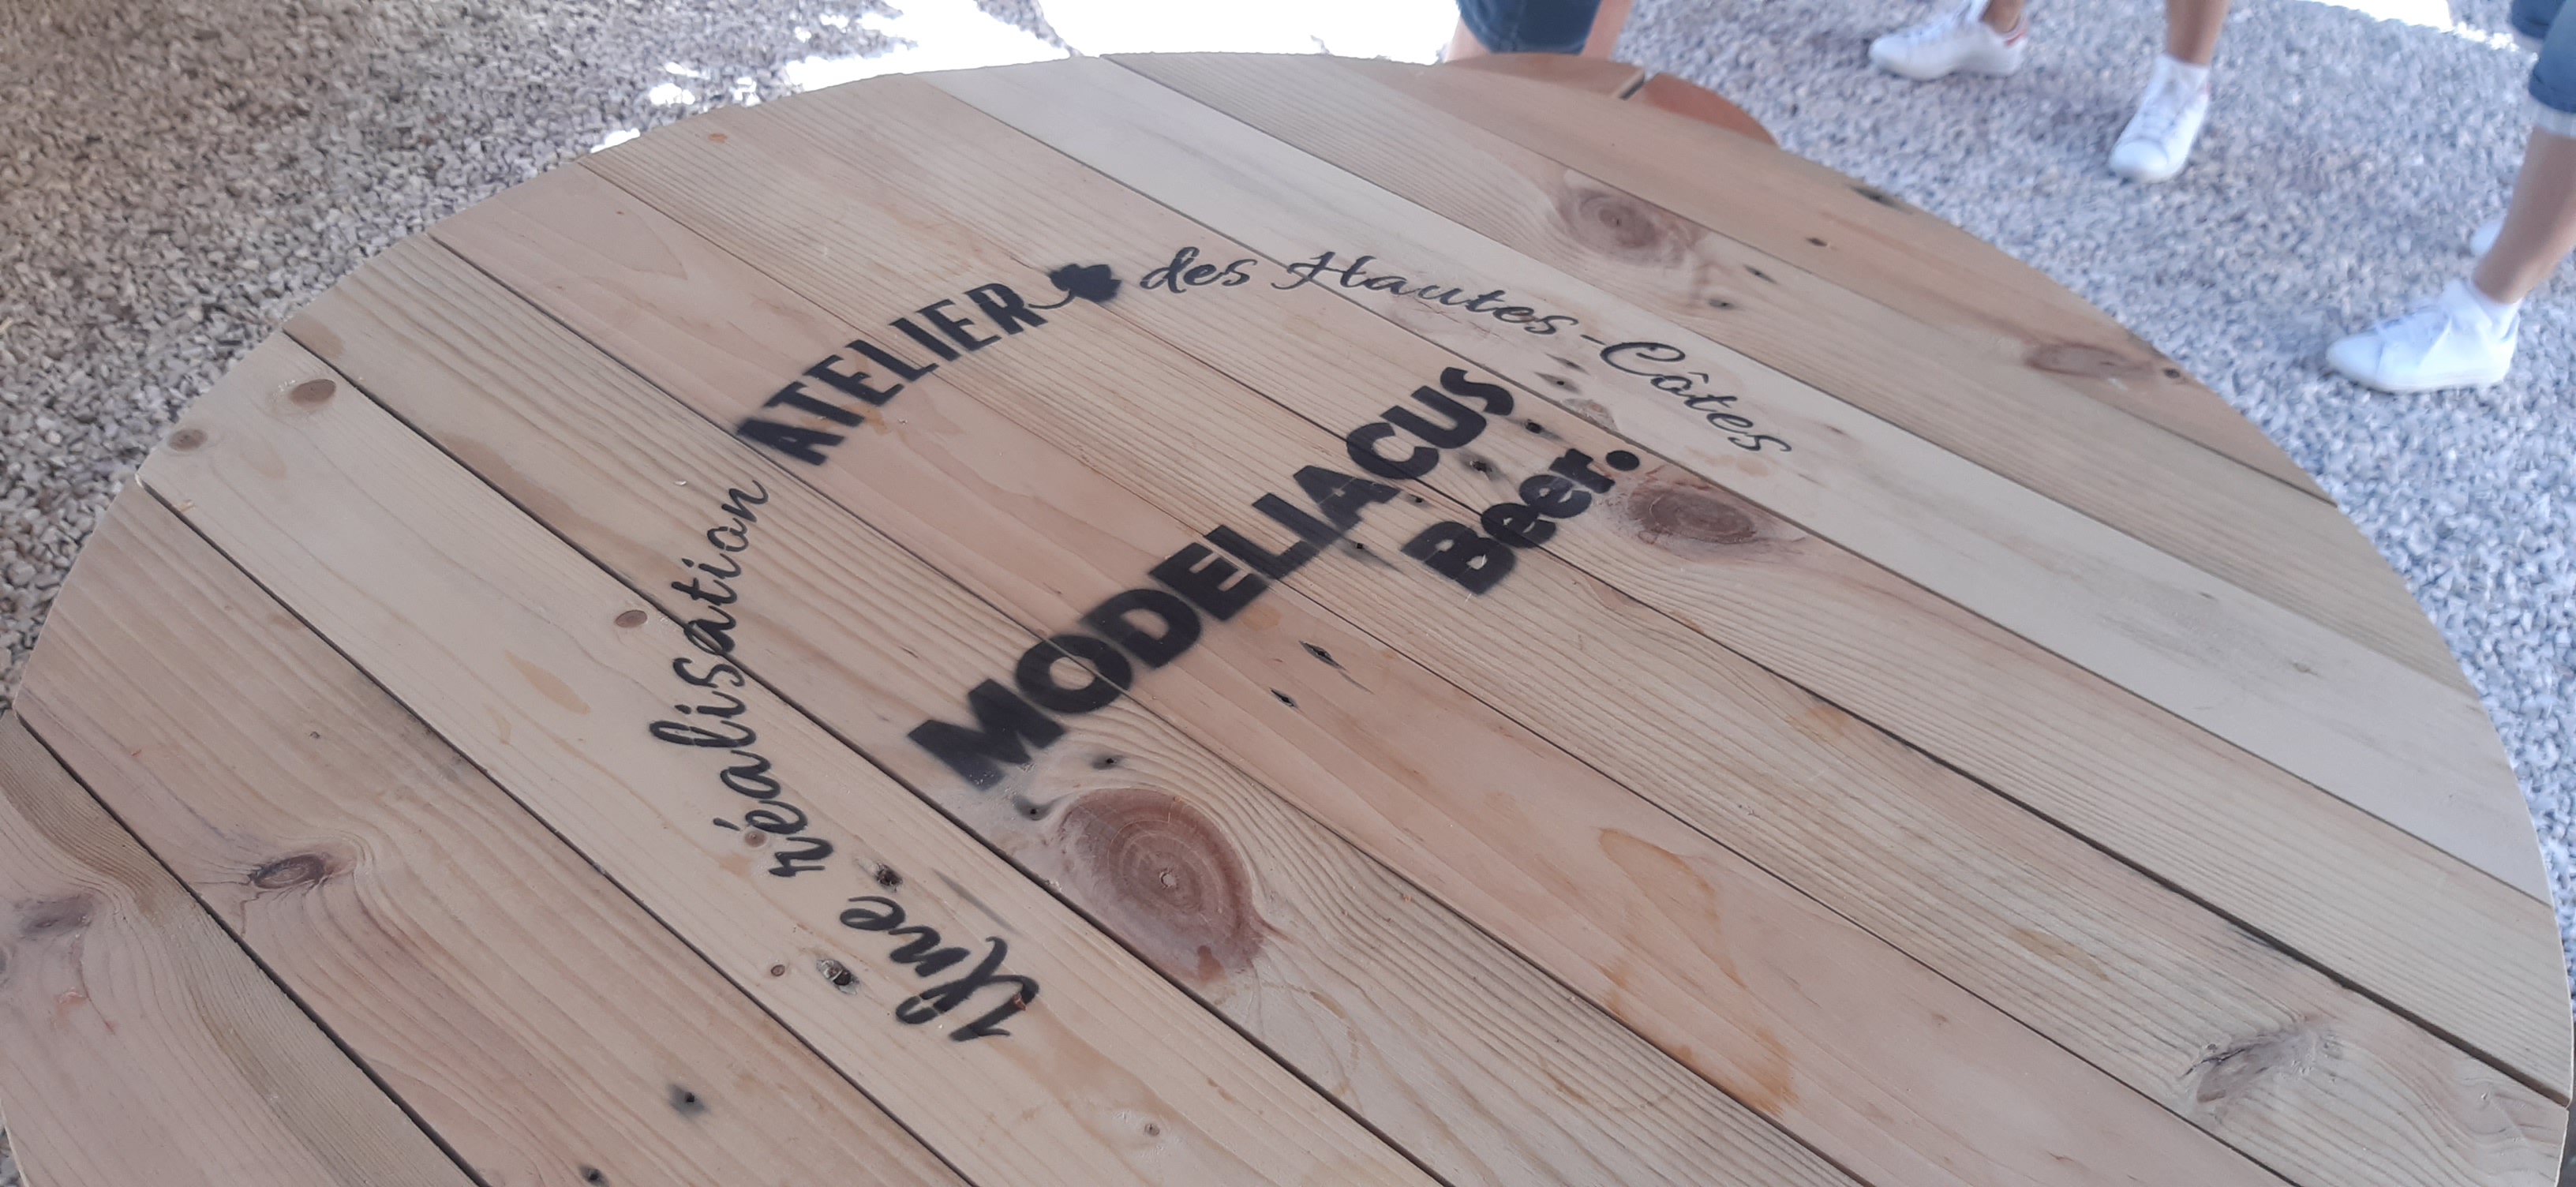 Une réalisation ATELIER des Hautes-Côtes
MODELIACUS
Beer.